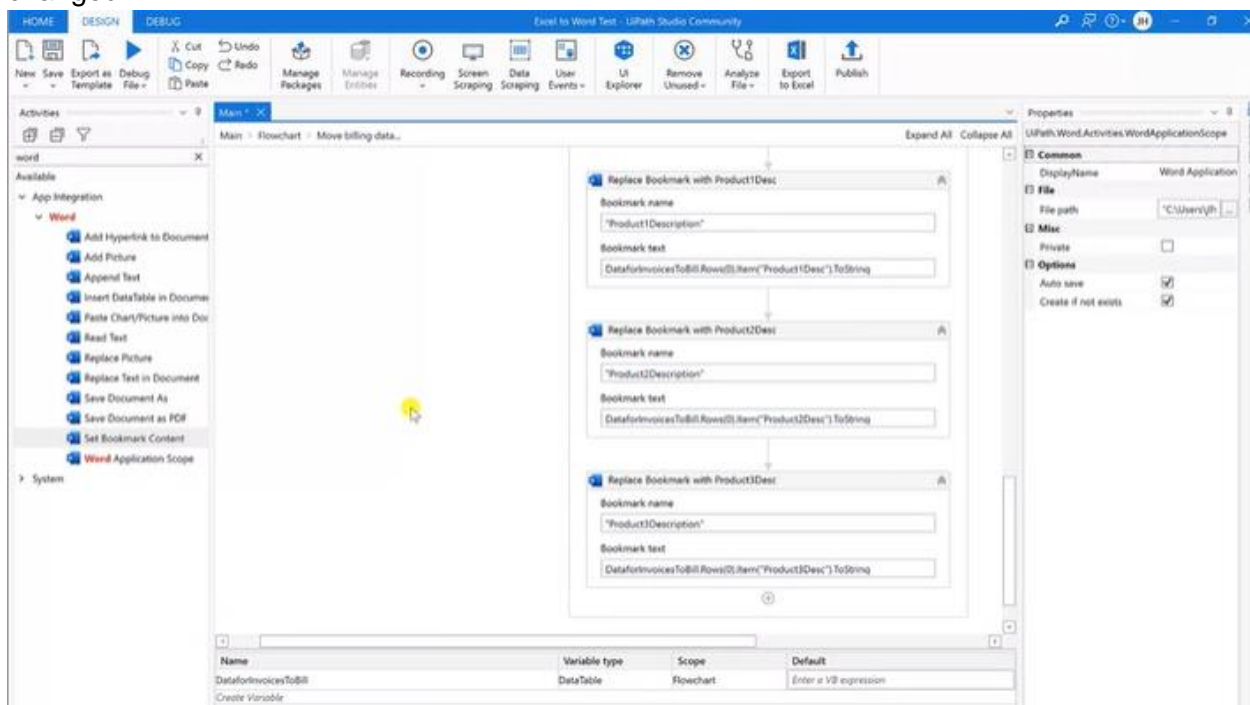 HOME DESIGN DEBUG Excel to Word Test - UiPath Studio Community JH
New Save Export as Template Debug File Cut Copy Paste Undo Redo Manage Packages Manage Entities Recording Screen Scraping Data Scraping User Events UI Explorer Remove Unused Analyze File Export to Excel Publish
Activities
Main *
Properties
Main > Flowchart > Move billing data...
Expand All Collapse All
UiPath.Word.Activities.WordApplicationScope
word
Available
App Integration
Word
Add Hyperlink to Document
Add Picture
Append Text
Insert DataTable in Documen
Paste Chart/Picture into Doc
Read Text
Replace Picture
Replace Text in Document
Save Document As
Save Document as PDF
Set Bookmark Content
Word Application Scope
System
Replace Bookmark with Product1Desc
Bookmark name
"Product1Description"
Bookmark text
DataforInvoicesToBill.Rows(0).Item("Product1Desc").ToString
Replace Bookmark with Product2Desc
Bookmark name
"Product2Description"
Bookmark text
DataforInvoicesToBill.Rows(0).Item("Product2Desc").ToString
Replace Bookmark with Product3Desc
Bookmark name
"Product3Description"
Bookmark text
DataforInvoicesToBill.Rows(0).Item("Product3Desc").ToString
Common
DisplayName Word Application
File
File path "C:\Users\jh ...
Misc
Private
Options
Auto save
Create if not exists
Name Variable type Scope Default
DataforInvoicesToBill DataTable Flowchart Enter a VB expression
Create Variable